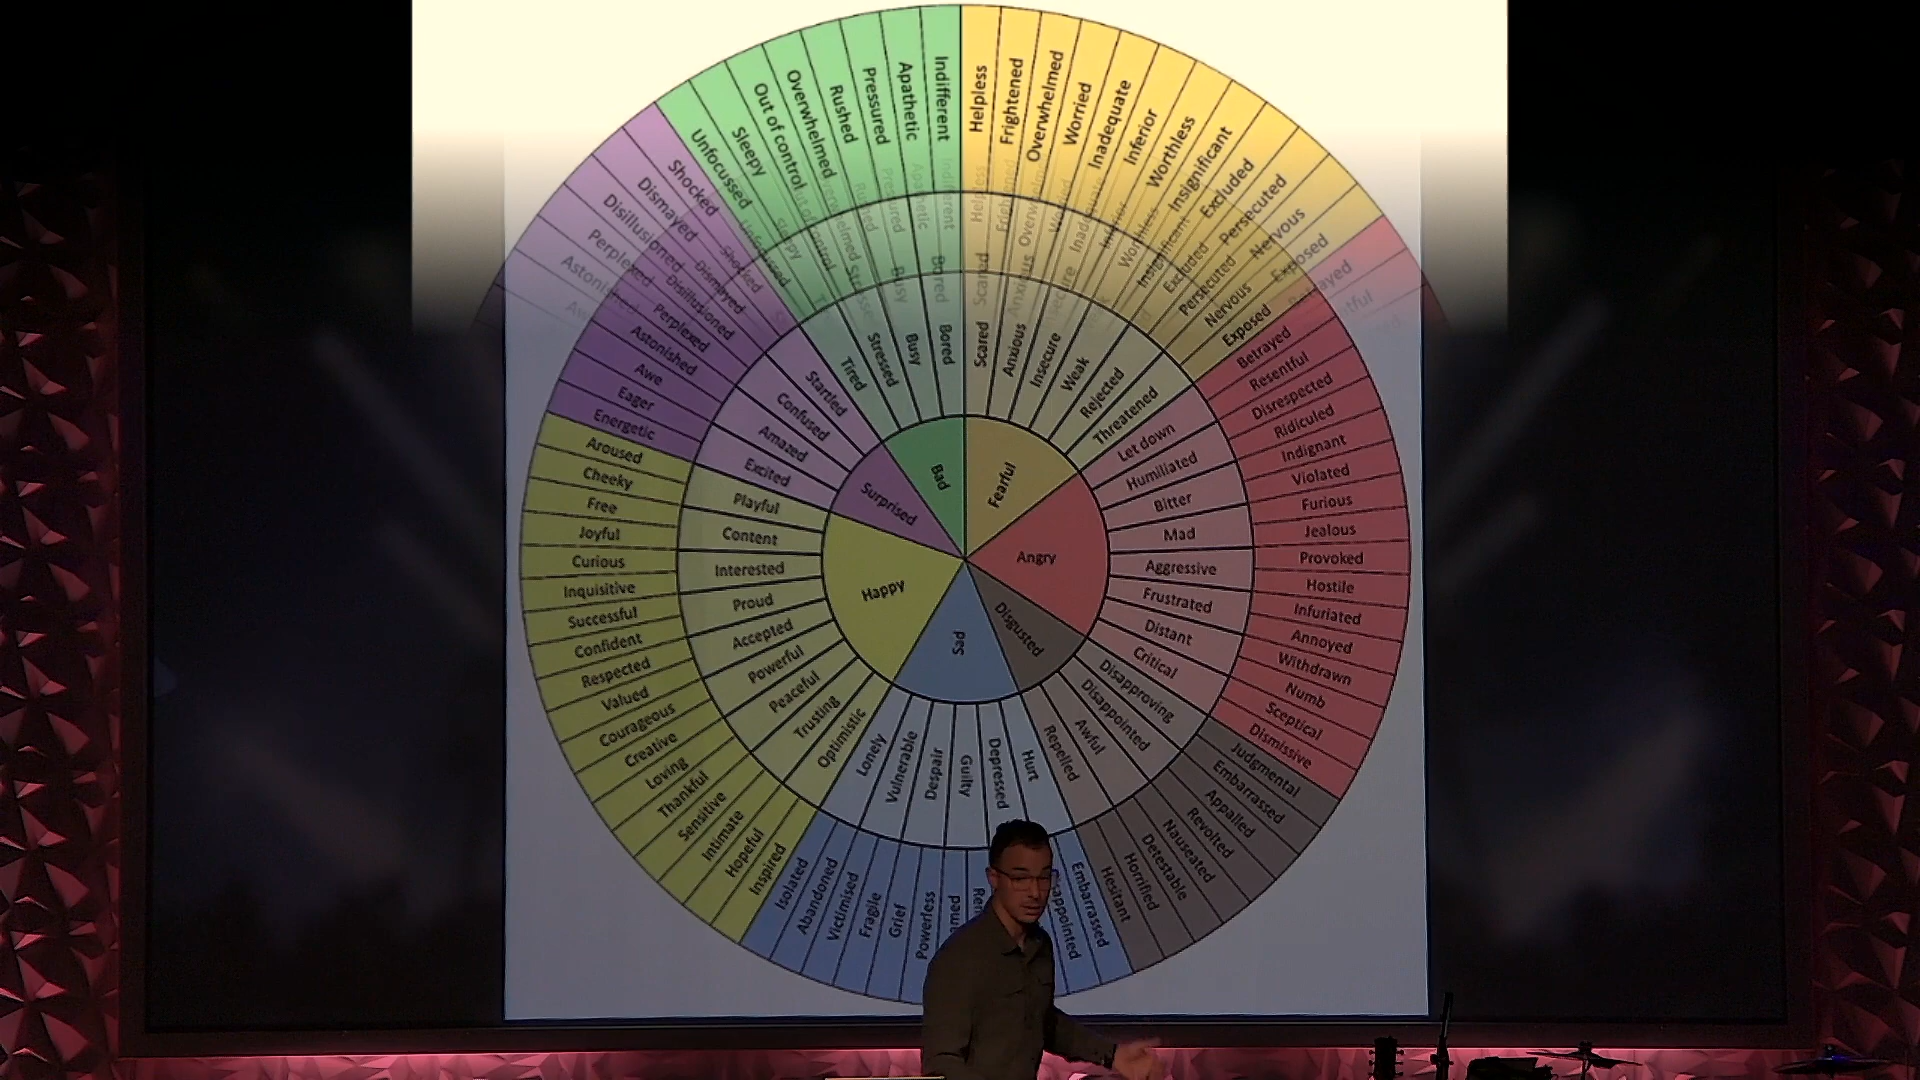 Bad
Fearful
Angry
Disgusted
Sad
Happy
Surprised
Scared
Anxious
Insecure
Weak
Rejected
Threatened
Let down
Humiliated
Bitter
Mad
Aggressive
Frustrated
Distant
Critical
Disapproving
Disappointed
Awful
Repelled
Hurt
Depressed
Guilty
Despair
Vulnerable
Lonely
Optimistic
Trusting
Peaceful
Powerful
Accepted
Proud
Interested
Content
Playful
Excited
Amazed
Confused
Startled
Tired
Stressed
Busy
Bored
Helpless
Frightened
Overwhelmed
Worried
Inadequate
Inferior
Worthless
Insignificant
Excluded
Persecuted
Nervous
Exposed
Betrayed
Resentful
Disrespected
Ridiculed
Indignant
Violated
Furious
Jealous
Provoked
Hostile
Infuriated
Annoyed
Withdrawn
Numb
Sceptical
Dismissive
Judgmental
Embarrassed
Appalled
Revolted
Nauseated
Detestable
Horrified
Hesitant
Embarrassed
Powerless
Grief
Fragile
Victimised
Abandoned
Isolated
Inspired
Hopeful
Intimate
Sensitive
Thankful
Loving
Creative
Courageous
Valued
Respected
Confident
Successful
Inquisitive
Curious
Joyful
Free
Cheeky
Aroused
Energetic
Eager
Awe
Astonished
Perplexed
Disillusioned
Dismayed
Shocked
Unfocussed
Sleepy
Out of control
Overwhelmed
Rushed
Pressured
Apathetic
Indifferent